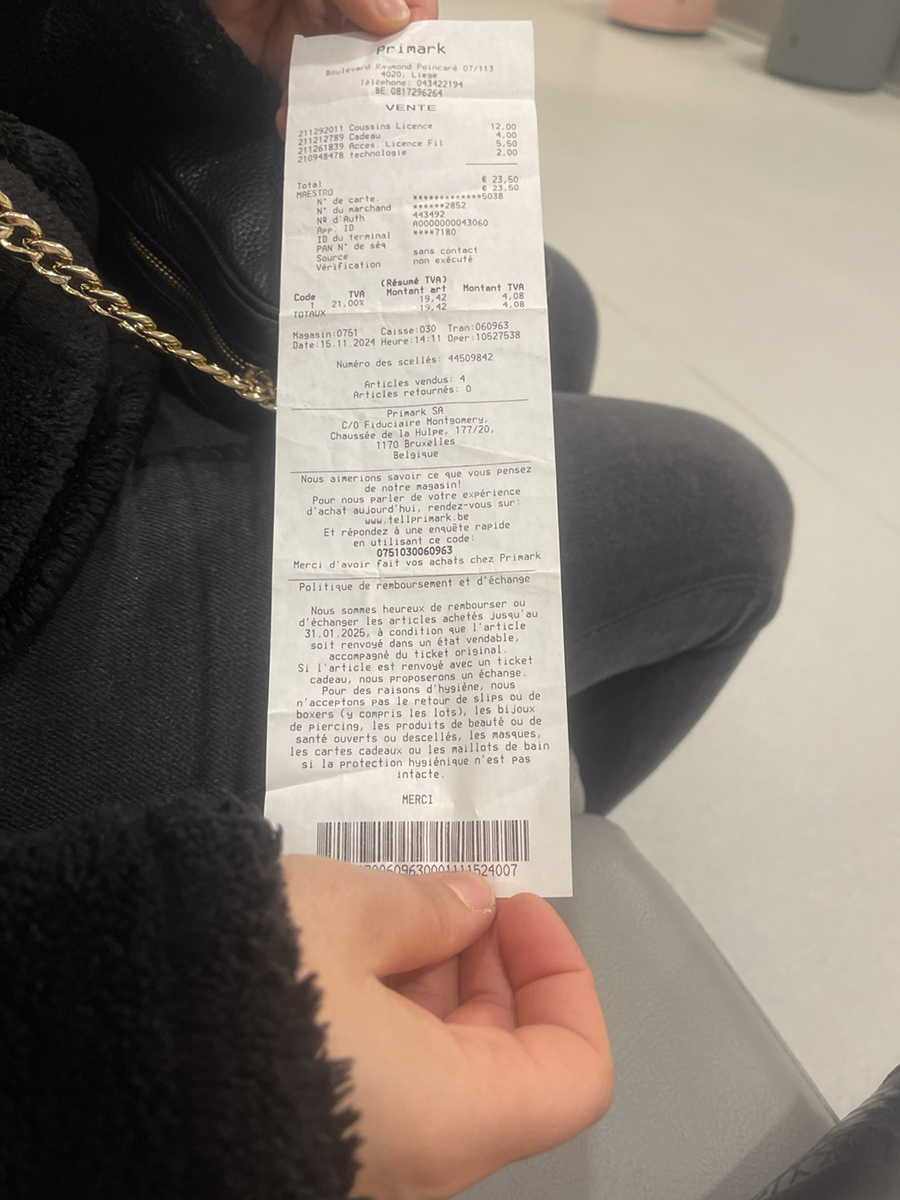 Primark
Boulevard Raymond Poincaré 07/113
4020, Liege
Téléphone: 043422194
BE 0817296264
VENTE
211292011 Coussins Licence 12,00
211212789 Cadeau 4,00
211261839 Acces. Licence Fil 5,50
210948478 technologie 2,00
Total € 23,50
MAESTRO € 23,50
N° de carte. *************5038
N° du marchand ******2852
Nº d'Auth 443492
App. ID A0000000043060
ID du terminal ****7180
PAN N° de séq
Source sans contact
Vérification non exécuté
(Résumé TVA)
Code TVA Montant art Montant TVA
1 21,00% 19,42 4,08
TOTAUX 19,42 4,08
Magasin:0751 Caisse:030 Tran:060963
Date:15.11.2024 Heure:14:11 Oper:10527538
Numéro des scellés: 44509842
Articles vendus: 4
Articles retournés: 0
Primark SA
C/O Fiduciaire Montgomery,
Chaussée de la Hulpe, 177/20,
1170 Bruxelles
Belgique
Nous aimerions savoir ce que vous pensez
de notre magasin!
Pour nous parler de votre expérience
d'achat aujourd'hui, rendez-vous sur:
www.tellprimark.be
Et répondez à une enquête rapide
en utilisant ce code:
0751030060963
Merci d'avoir fait vos achats chez Primark
Politique de remboursement et d'échange
Nous sommes heureux de rembourser ou
d'échanger les articles achetés jusqu'au
31.01.2025, à condition que l'article
soit renvoyé dans un état vendable,
accompagné du ticket original.
Si l'article est renvoyé avec un ticket
cadeau, nous proposerons un échange.
Pour des raisons d'hygiène, nous
n'acceptons pas le retour de slips ou de
boxers (y compris les lots), les bijoux
de piercing, les produits de beauté ou de
santé ouverts ou descellés, les masques,
les cartes cadeaux ou les maillots de bain
si la protection hygiénique n'est pas
intacte.
MERCI